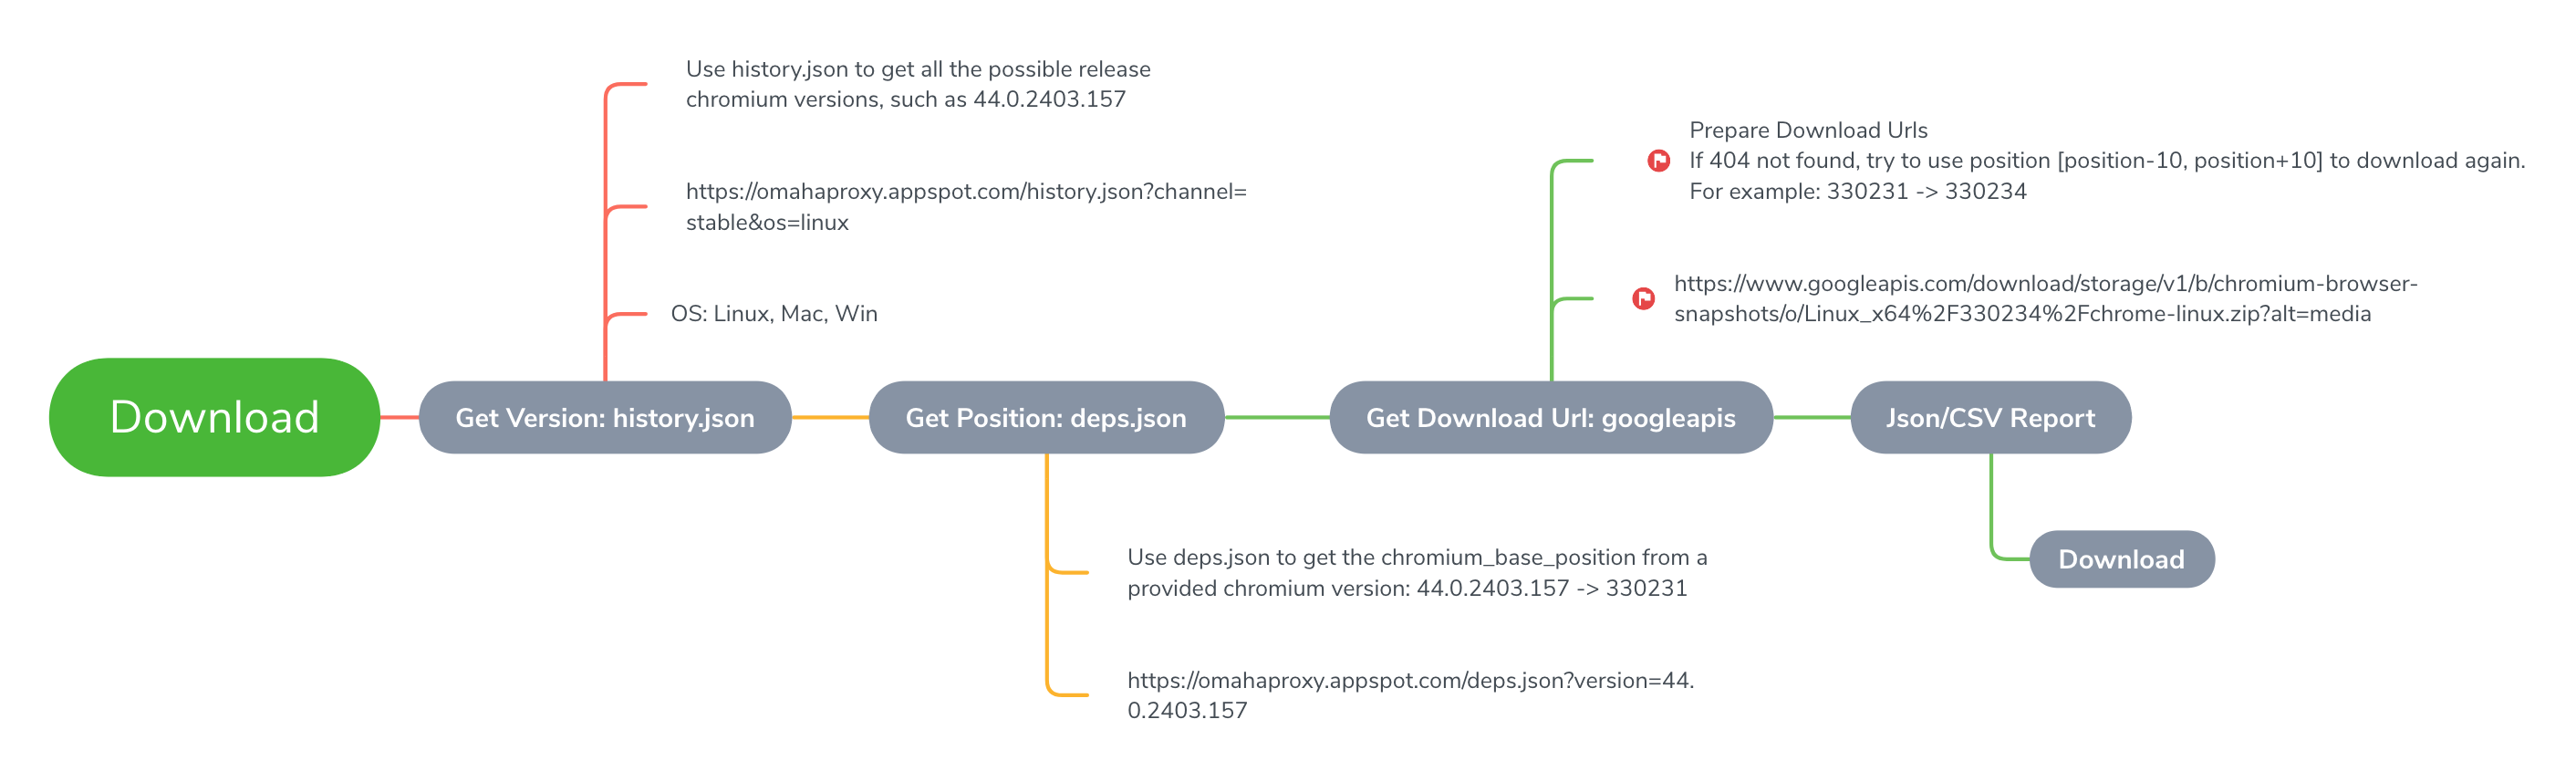 Use history.json to get all the possible release
chromium versions, such as 44.0.2403.157
https://omahaproxy.appspot.com/history.json?channel=
stable&os=linux
OS: Linux, Mac, Win
Prepare Download Urls
If 404 not found, try to use position [position-10, position+10] to download again.
For example: 330231 -> 330234
https://www.googleapis.com/download/storage/v1/b/chromium-browser-
snapshots/o/Linux_x64%2F330234%2Fchrome-linux.zip?alt=media
Download
Get Version: history.json
Get Position: deps.json
Get Download Url: googleapis
Json/CSV Report
Use deps.json to get the chromium_base_position from a
provided chromium version: 44.0.2403.157 -> 330231
https://omahaproxy.appspot.com/deps.json?version=44.
0.2403.157
Download